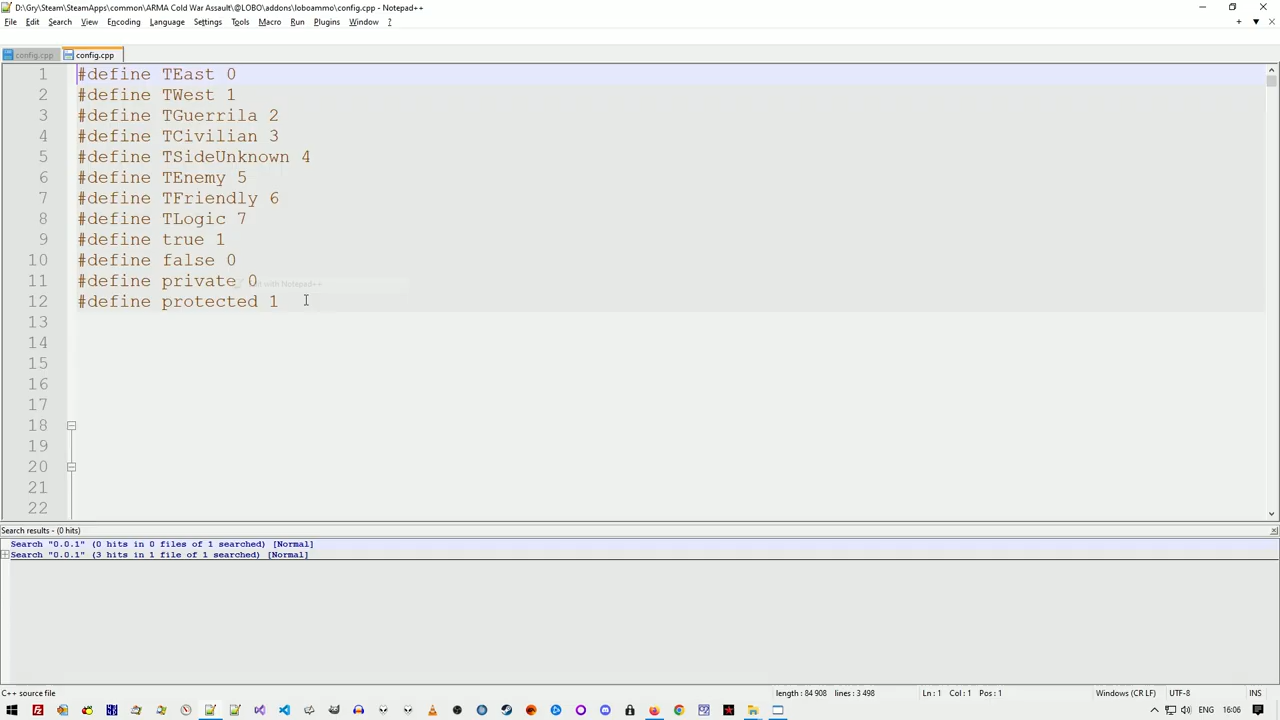 D:\Gry\Steam\SteamApps\common\ARMA Cold War Assault\@LOBO\addons\loboammo\config.cpp - Notepad++
File Edit Search View Encoding Language Settings Tools Macro Run Plugins Window ?
config.cpp config.cpp
1 #define TEast 0
2 #define TWest 1
3 #define TGuerrila 2
4 #define TCivilian 3
5 #define TSideUnknown 4
6 #define TEnemy 5
7 #define TFriendly 6
8 #define TLogic 7
9 #define true 1
10 #define false 0
11 #define private 0
with Notepad++
12 #define protected 1
13
14
15
16
17
18
19
20
21
22
Search results - (0 hits)
Search "0.0.1" (0 hits in 0 files of 1 searched) [Normal]
Search "0.0.1" (3 hits in 1 file of 1 searched) [Normal]
C++ source file length : 84 908 lines : 3 498 Ln : 1 Col : 1 Pos : 1 Windows (CR LF) UTF-8 INS
ENG 16:06